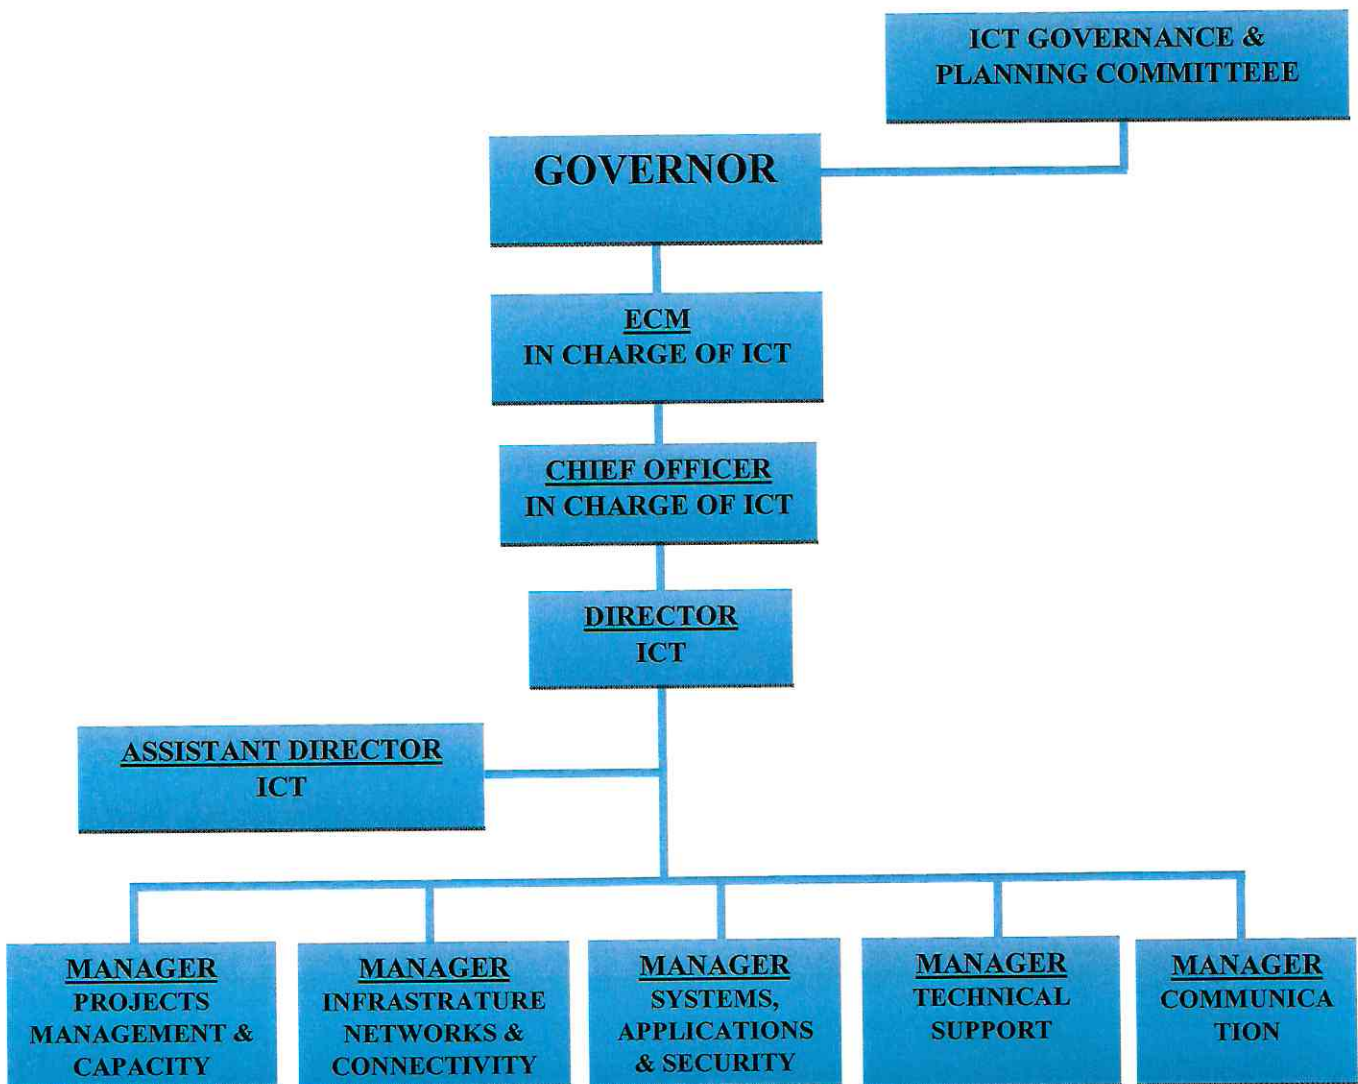 ICT GOVERNANCE &
PLANNING COMMITTEEE
GOVERNOR
ECM
IN CHARGE OF ICT
CHIEF OFFICER
IN CHARGE OF ICT
DIRECTOR
ICT
ASSISTANT DIRECTOR
ICT
MANAGER
PROJECTS
MANAGEMENT &
CAPACITY
MANAGER
INFRASTRATURE
NETWORKS &
CONNECTIVITY
MANAGER
SYSTEMS,
APPLICATIONS
& SECURITY
MANAGER
TECHNICAL
SUPPORT
MANAGER
COMMUNICA
TION